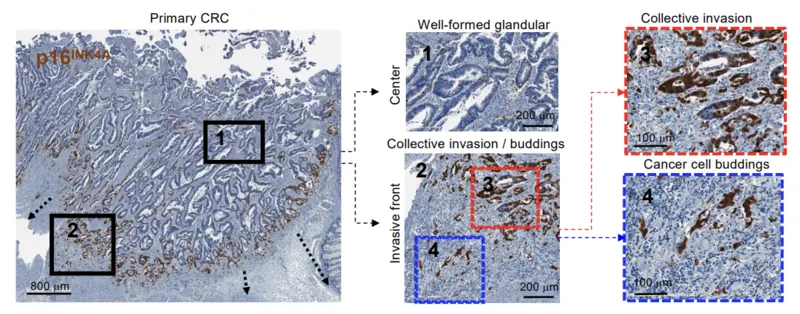 Primary CRC
p16INK4A
1
2
800 µm
Well-formed glandular
Center
1
200 µm
Collective invasion / buddings
Invasive front
2
3
4
200 µm
Collective invasion
3
100 µm
Cancer cell buddings
4
100 µm